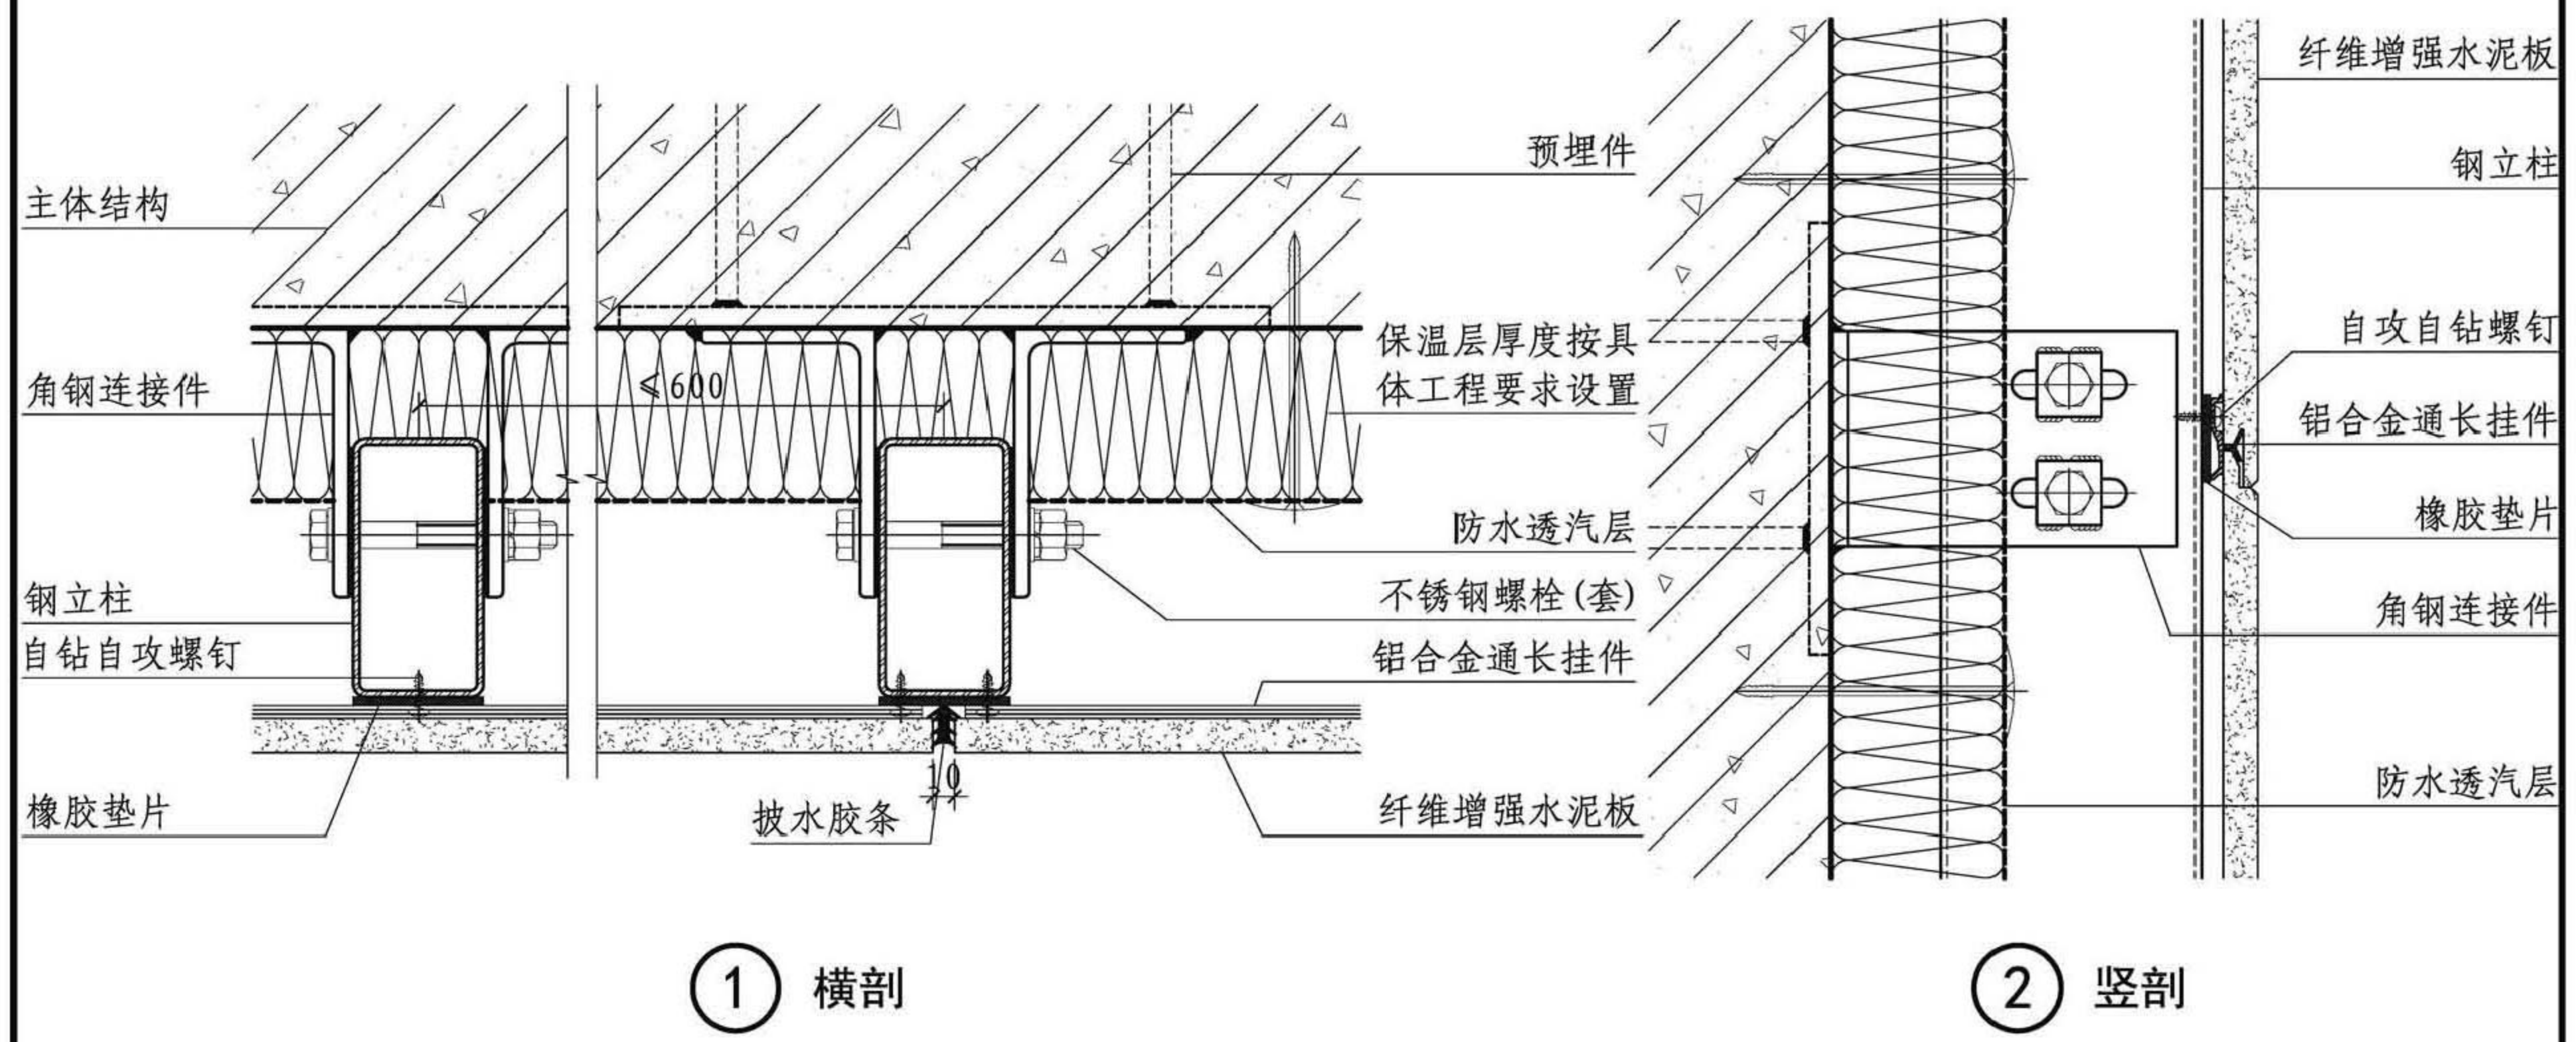 主体结构
角钢连接件
钢立柱
自钻自攻螺钉
橡胶垫片
≤600
10
披水胶条
预埋件
保温层厚度按具
体工程要求设置
防水透汽层
不锈钢螺栓(套)
铝合金通长挂件
纤维增强水泥板
1 横剖
纤维增强水泥板
钢立柱
自攻自钻螺钉
铝合金通长挂件
橡胶垫片
角钢连接件
防水透汽层
2 竖剖